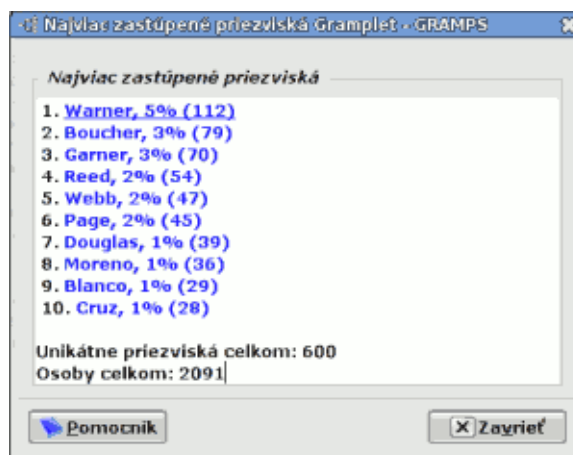 Najviac zastúpené priezviská Gramplet - GRAMPS
Najviac zastúpené priezviská
1. Warner, 5% (112)
2. Boucher, 3% (79)
3. Garner, 3% (70)
4. Reed, 2% (54)
5. Webb, 2% (47)
6. Page, 2% (45)
7. Douglas, 1% (39)
8. Moreno, 1% (36)
9. Blanco, 1% (29)
10. Cruz, 1% (28)
Unikátne priezviská celkom: 600
Osoby celkom: 2091
Pomocník
Zavrieť